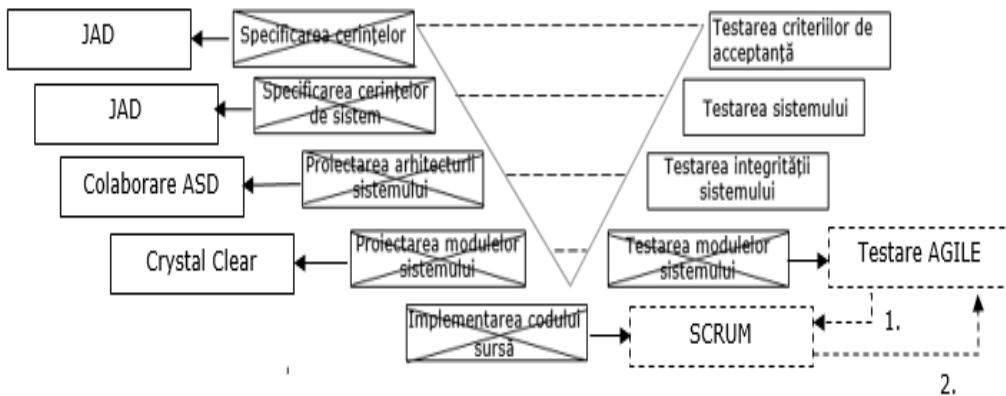 JAD
Specificarea cerințelor
Testarea criteriilor de
acceptanță
JAD
Specificarea cerințelor
de sistem
Testarea sistemului
Colaborare ASD
Proiectarea arhitecturii
sistemului
Testarea integrității
sistemului
Crystal Clear
Proiectarea modulelor
sistemului
Testarea modulelor
sistemului
Testare AGILE
Implementarea codului
sursă
SCRUM
1.
2.